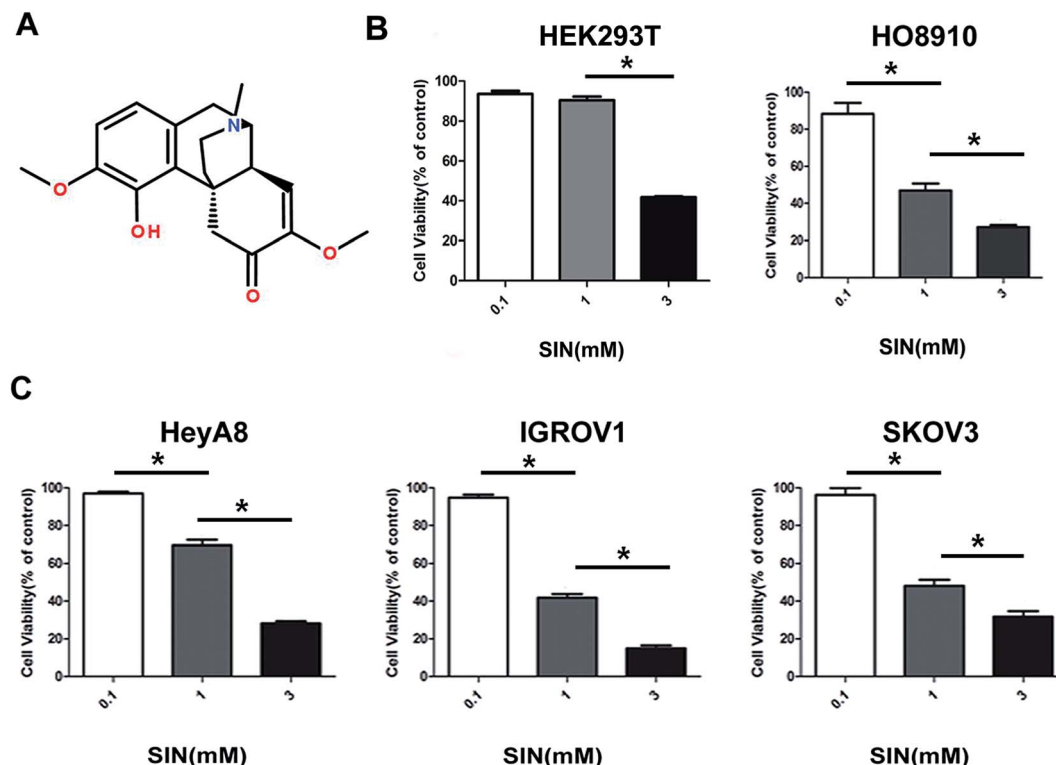 A
N
O
OH
O
O
B
HEK293T
*
Cell Viability(% of control)
100
80
60
40
20
0
0.1
1
3
SIN(mM)
HO8910
*
*
Cell Viability(% of control)
100
80
60
40
20
0
0.1
1
3
SIN(mM)
C
HeyA8
*
*
Cell Viability(% of control)
100
80
60
40
20
0
0.1
1
3
SIN(mM)
IGROV1
*
*
Cell Viability(% of control)
100
80
60
40
20
0
0.1
1
3
SIN(mM)
SKOV3
*
*
Cell Viability(% of control)
100
80
60
40
20
0
0.1
1
3
SIN(mM)